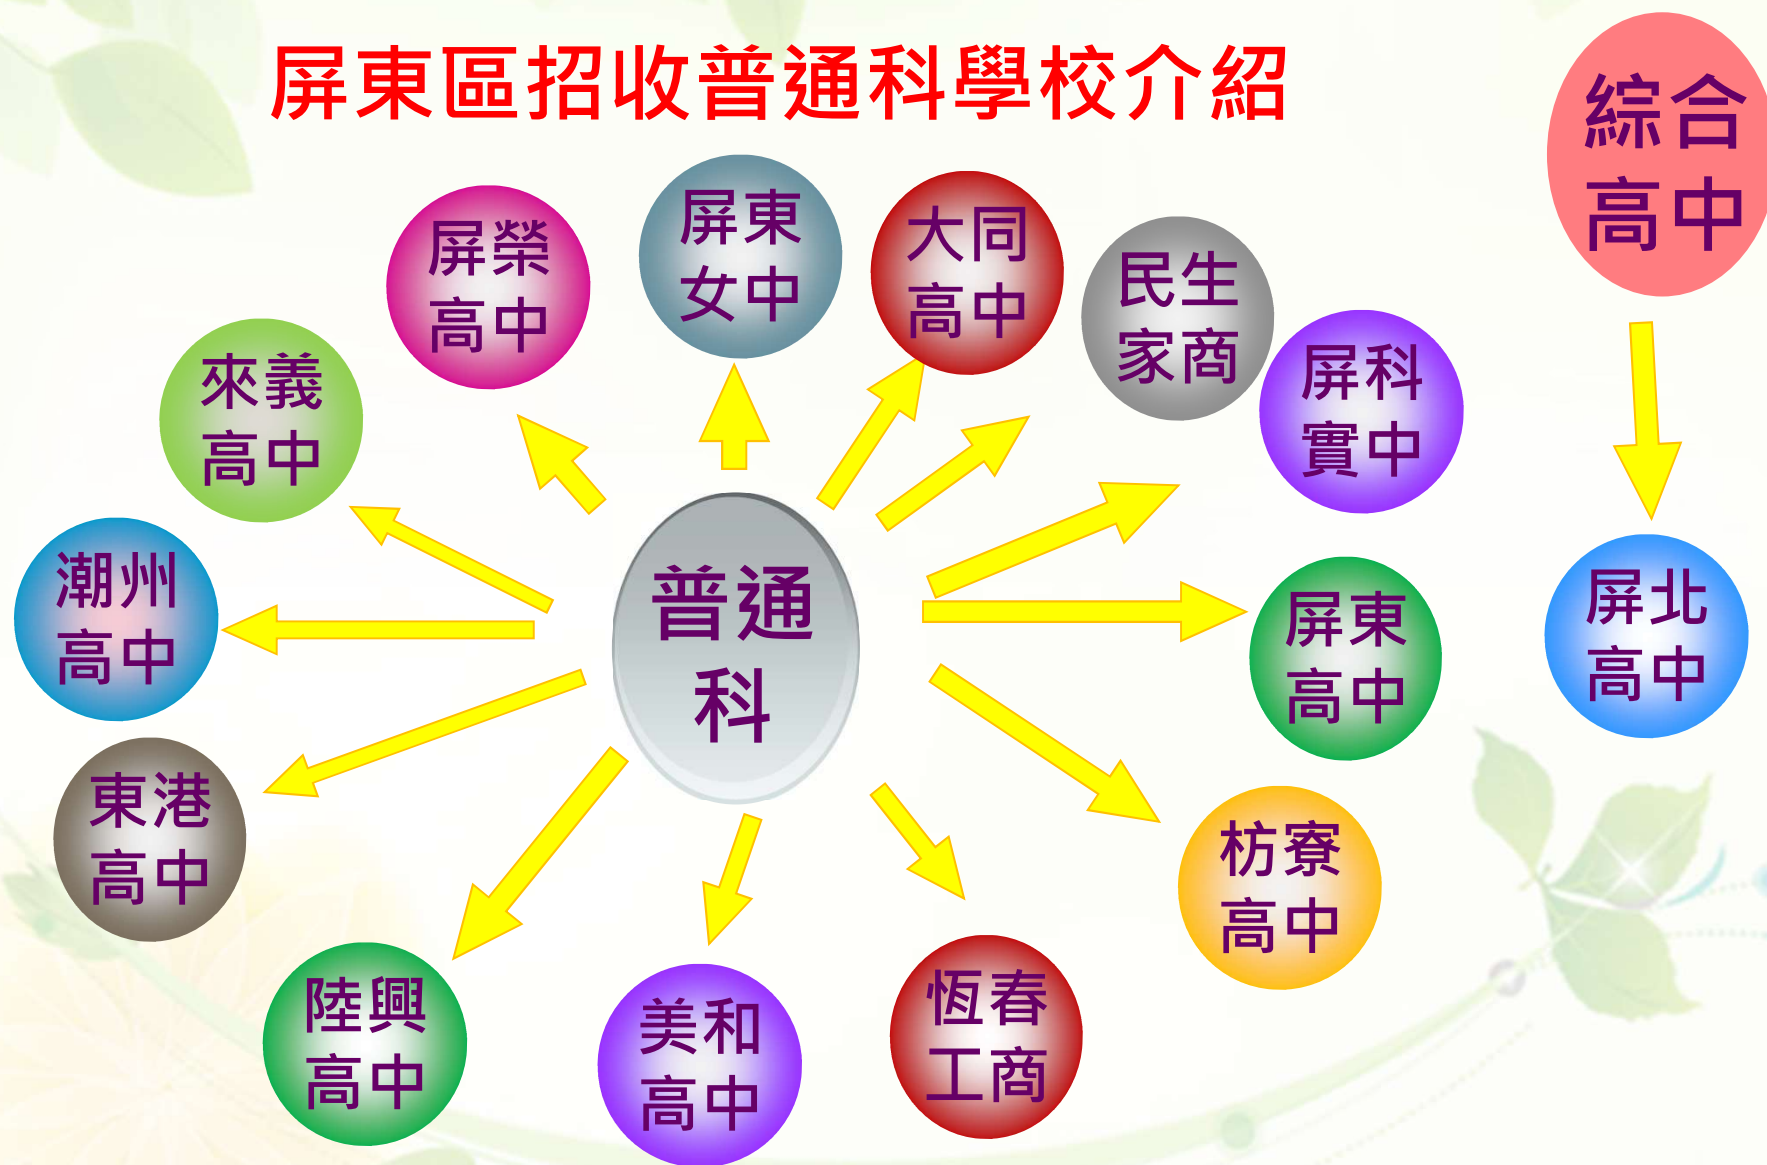 屏東區招收普通科學校介紹
綜合
高中
屏東
女中
大同
高中
屏榮
高中
民生
家商
屏科
實中
來義
高中
潮州
高中
普通
科
屏東
高中
屏北
高中
東港
高中
枋寮
高中
陸興
高中
美和
高中
恆春
工商